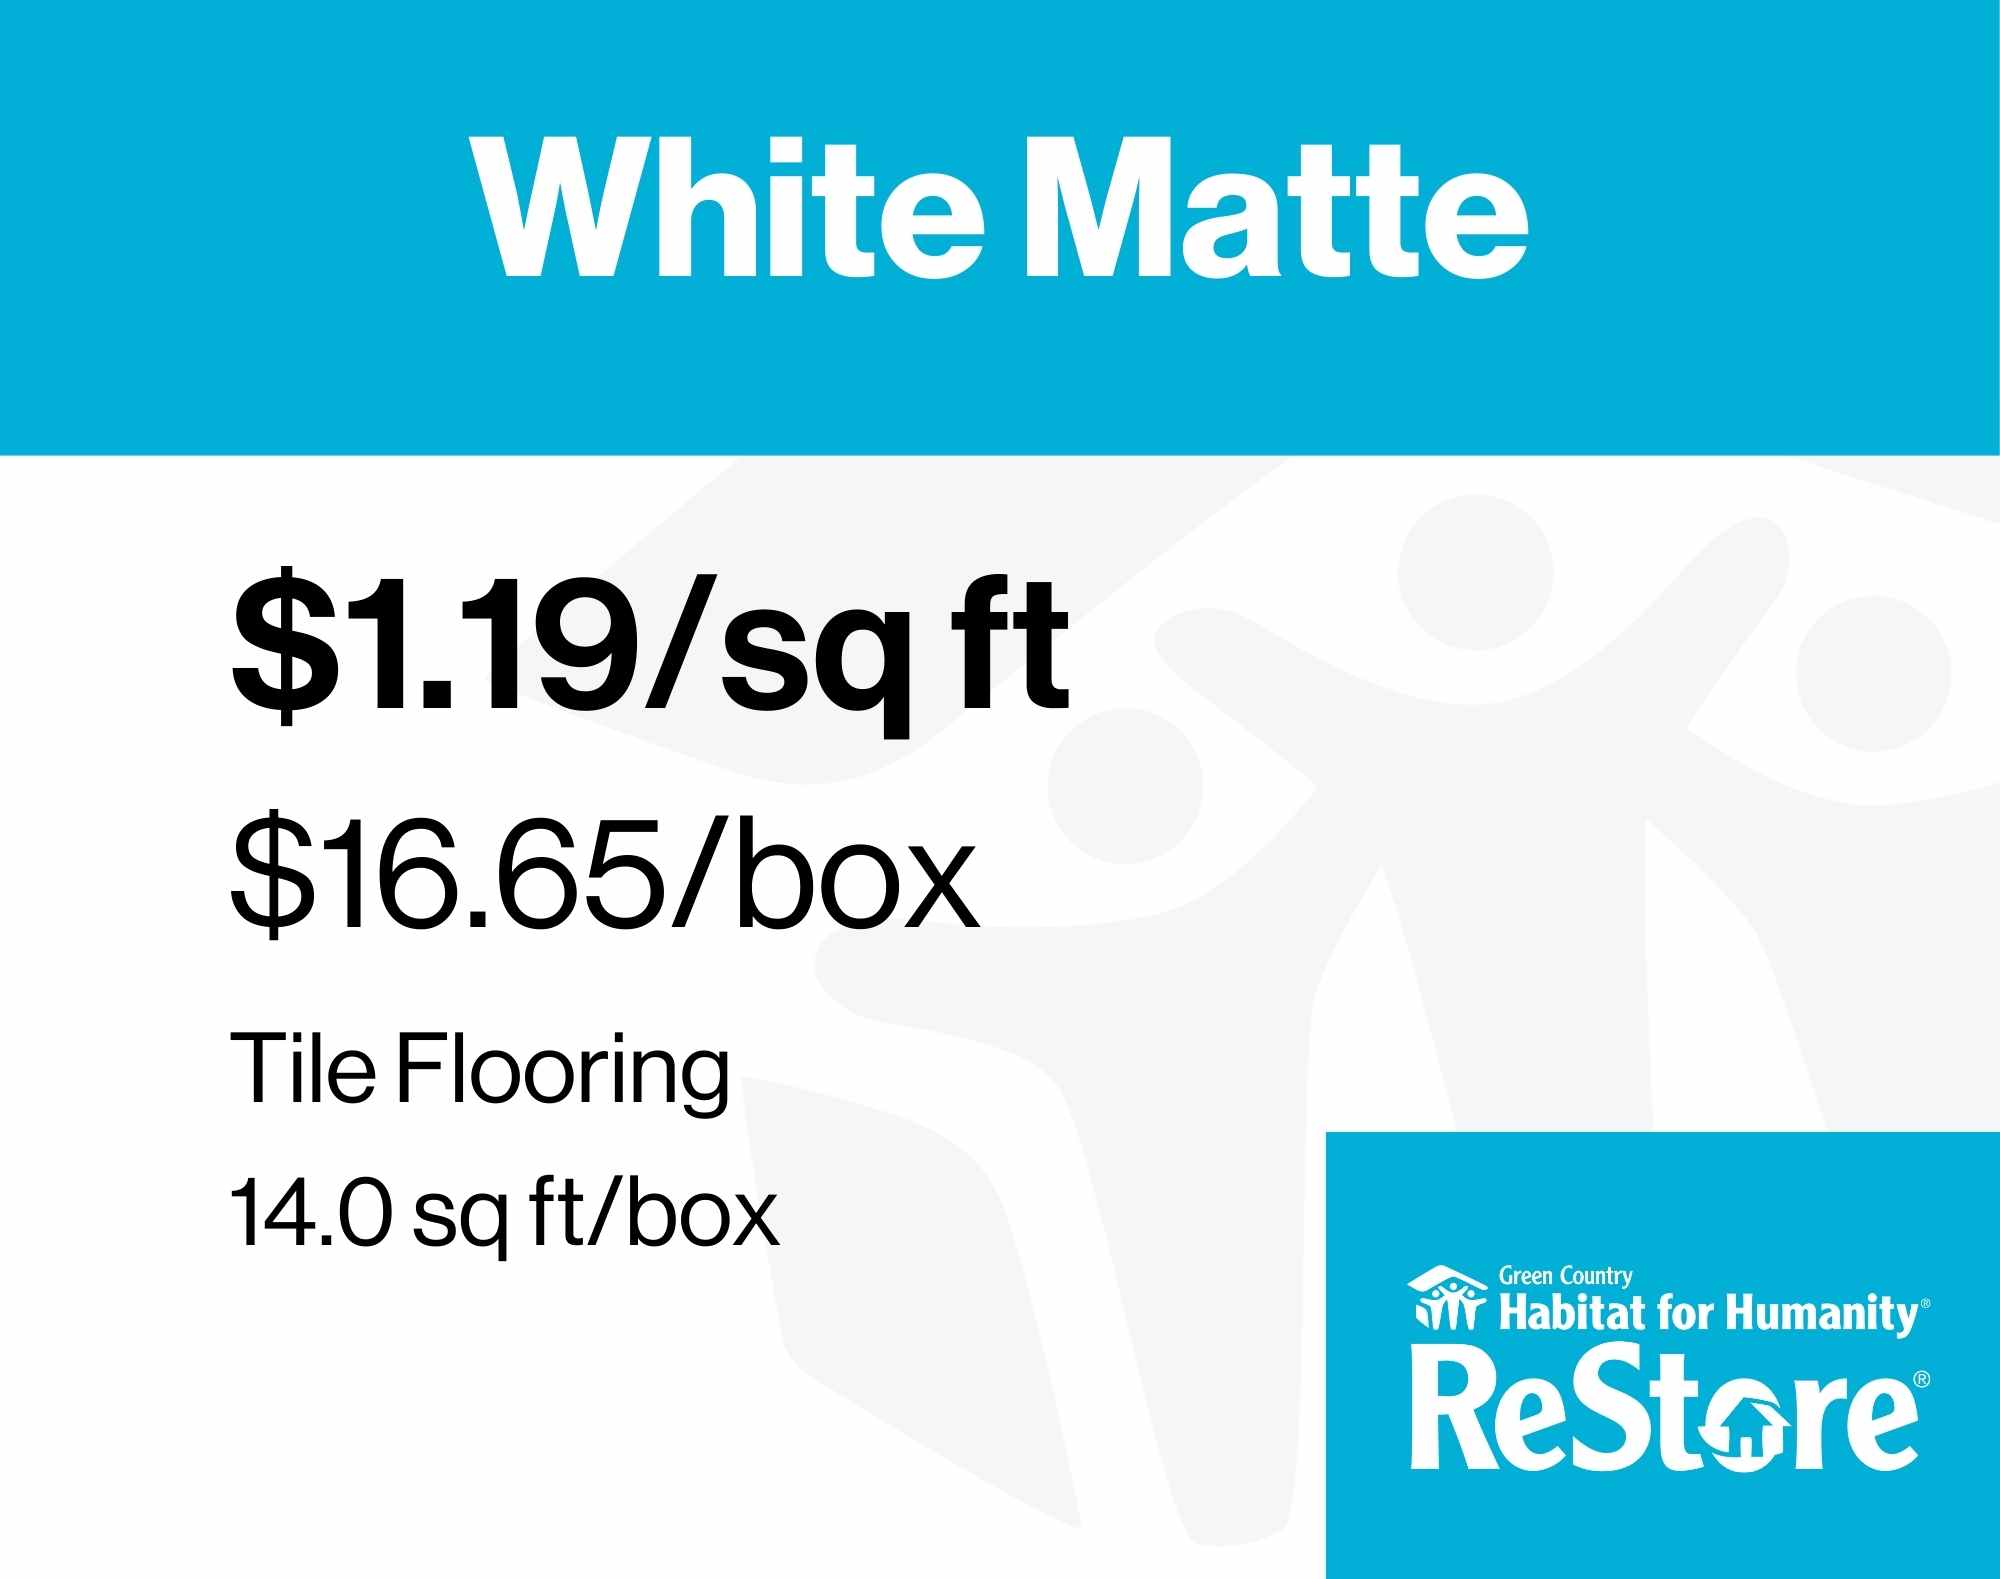 White Matte
$1.19/sq ft
$16.65/box
Tile Flooring
14.0 sq ft/box
Green Country
Habitat for Humanity®
ReStore®